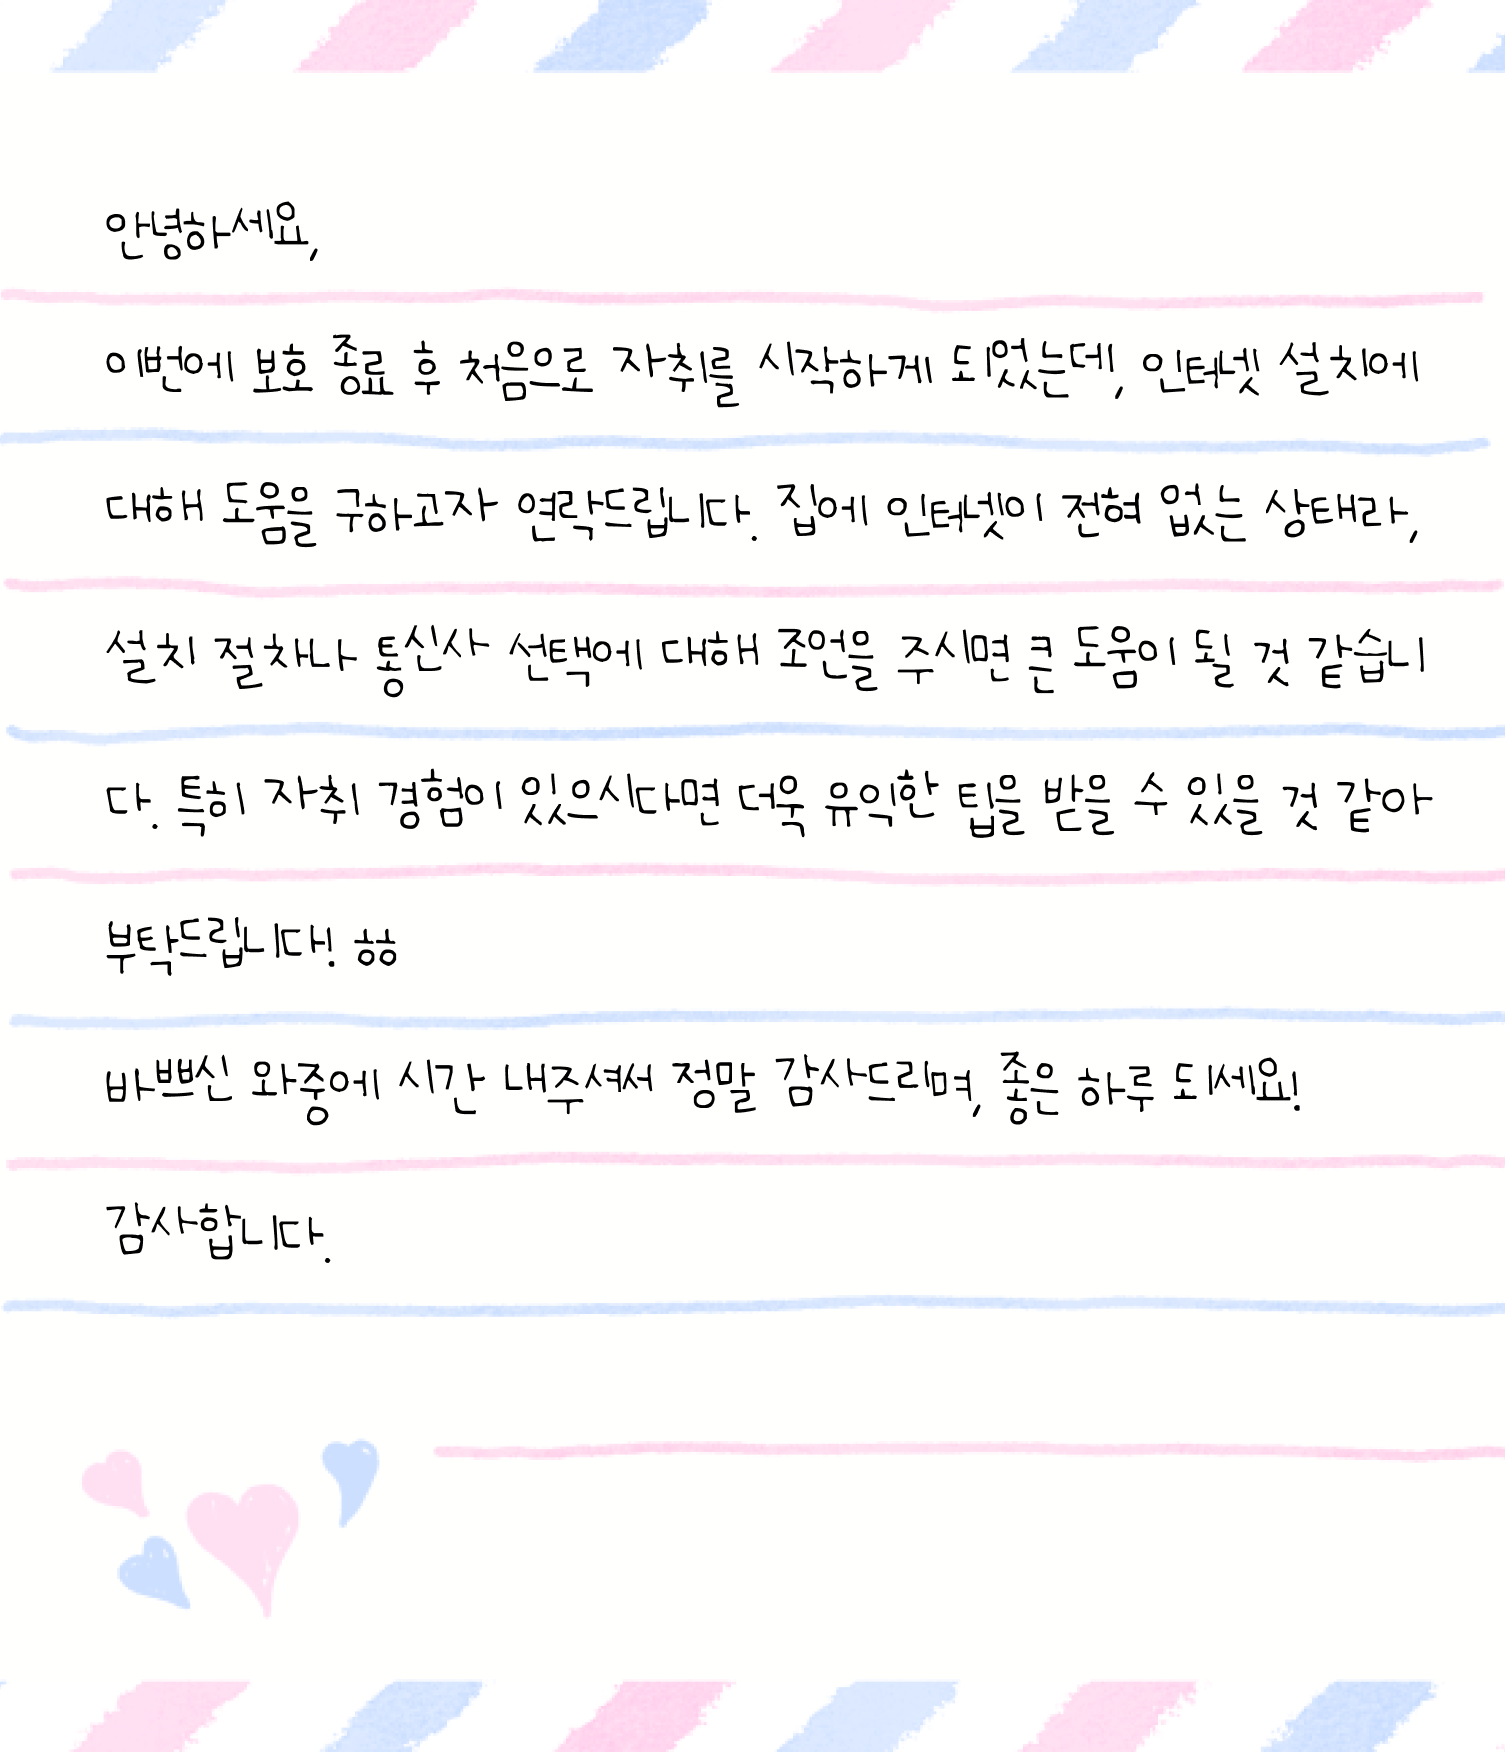 안녕하세요,
이번에 보호 종료 후 처음으로 자취를 시작하게 되었는데, 인터넷 설치에
대해 도움을 구하고자 연락드립니다. 집에 인터넷이 전혀 없는 상태라,
설치 절차나 통신사 선택에 대해 조언을 주시면 큰 도움이 될 것 같습니
다. 특히 자취 경험이 있으시다면 더욱 유익한 팁을 받을 수 있을 것 같아
부탁드립니다! ㅎㅎ
바쁘신 와중에 시간 내주셔서 정말 감사드리며, 좋은 하루 되세요!
감사합니다.